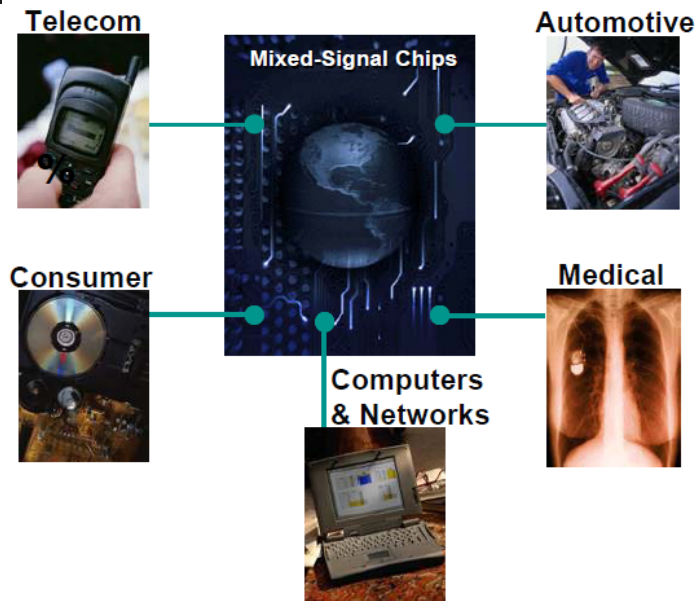 Telecom
Automotive
Mixed-Signal Chips
%
Consumer
Medical
Computers
& Networks